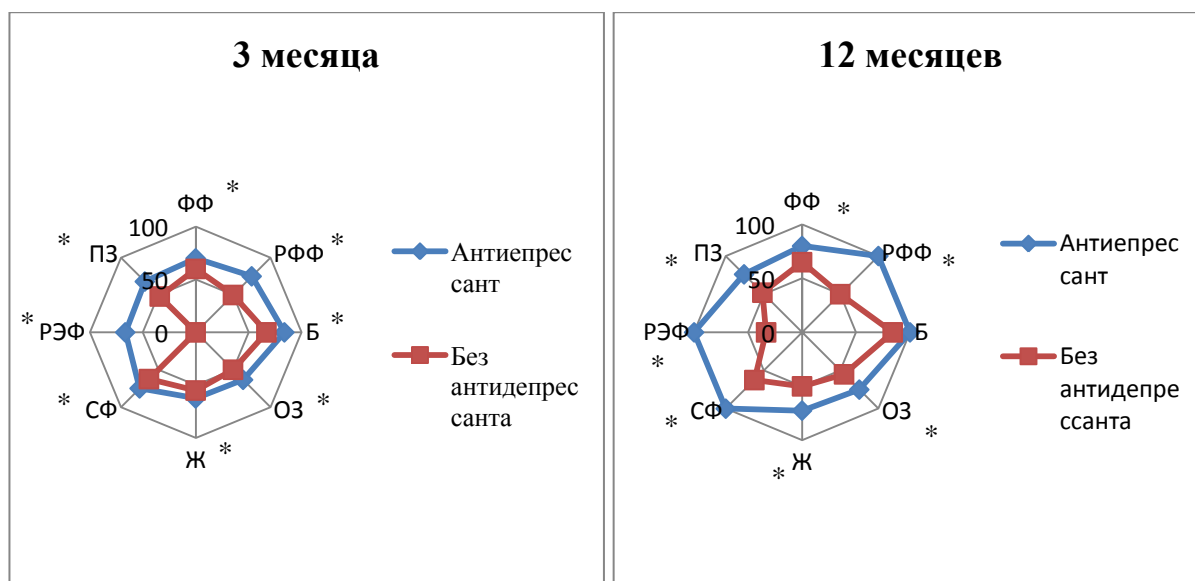 3 месяца
ФФ *
100
* ПЗ
РФФ *
50
* РЭФ
0
Б *
* СФ
ОЗ *
Ж *
Антиепрес
сант
Без
антидепрес
санта
12 месяцев
ФФ *
100
* ПЗ
РФФ *
50
РЭФ
*
0
Б
* СФ
ОЗ
*
* Ж
Антиепрес
сант
Без
антидепре
ссанта